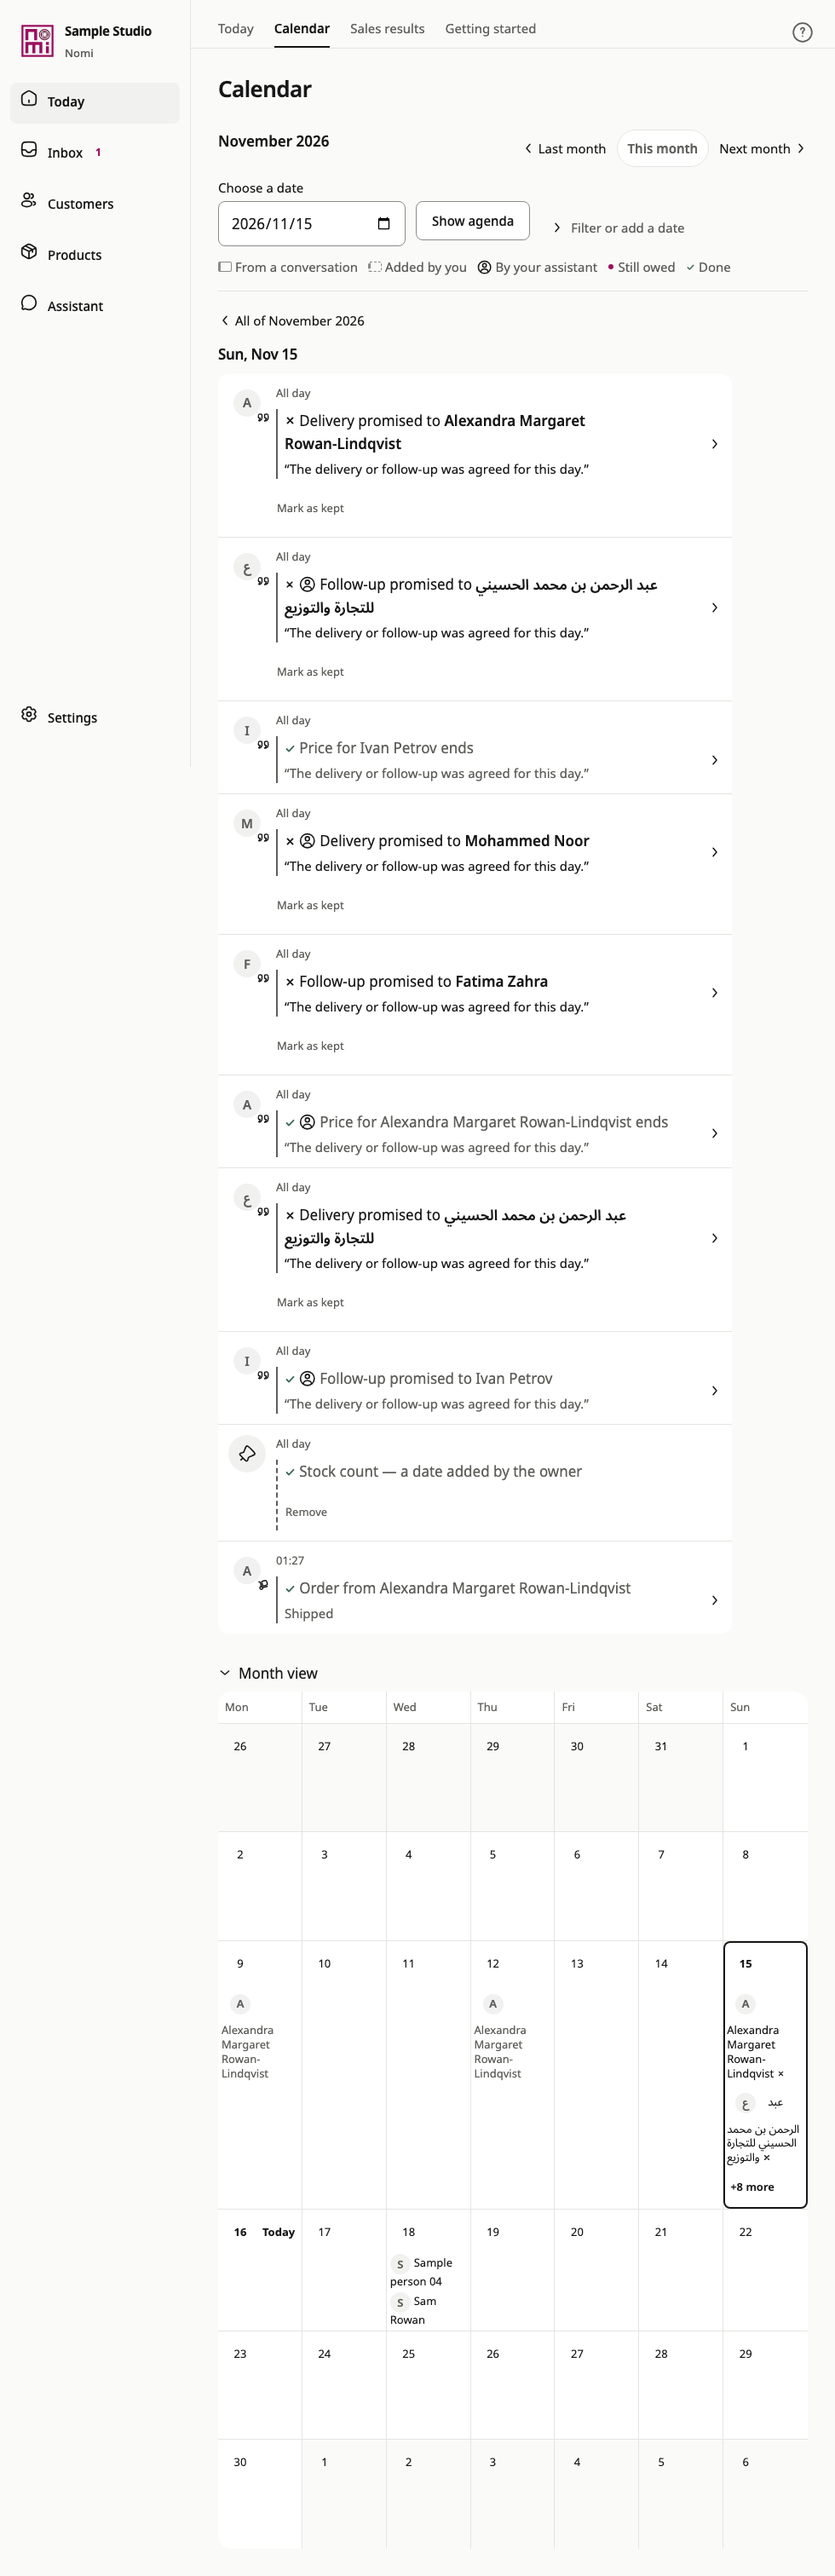 Sample Studio
Nomi
Today
Inbox 1
Customers
Products
Assistant
Settings
Today Calendar Sales results Getting started ?
Calendar
November 2026
Last month This month Next month
Choose a date
2026/11/15 Show agenda Filter or add a date
From a conversation Added by you By your assistant Still owed Done
All of November 2026
Sun, Nov 15
A All day
× Delivery promised to Alexandra Margaret
Rowan-Lindqvist
“The delivery or follow-up was agreed for this day.”
Mark as kept
ع All day
× Follow-up promised to عبد الرحمن بن محمد الحسيني
للتجارة والتوزيع
“The delivery or follow-up was agreed for this day.”
Mark as kept
I All day
✓ Price for Ivan Petrov ends
“The delivery or follow-up was agreed for this day.”
M All day
× Delivery promised to Mohammed Noor
“The delivery or follow-up was agreed for this day.”
Mark as kept
F All day
× Follow-up promised to Fatima Zahra
“The delivery or follow-up was agreed for this day.”
Mark as kept
A All day
✓ Price for Alexandra Margaret Rowan-Lindqvist ends
“The delivery or follow-up was agreed for this day.”
ع All day
× Delivery promised to عبد الرحمن بن محمد الحسيني
للتجارة والتوزيع
“The delivery or follow-up was agreed for this day.”
Mark as kept
I All day
✓ Follow-up promised to Ivan Petrov
“The delivery or follow-up was agreed for this day.”
All day
✓ Stock count — a date added by the owner
Remove
A 01:27
✓ Order from Alexandra Margaret Rowan-Lindqvist
Shipped
Month view
Mon Tue Wed Thu Fri Sat Sun
26 27 28 29 30 31 1
2 3 4 5 6 7 8
9 10 11 12 13 14 15
A
Alexandra
Margaret
Rowan-
Lindqvist
A
Alexandra
Margaret
Rowan-
Lindqvist
A
Alexandra
Margaret
Rowan-
Lindqvist ×
ع عبد
الرحمن بن محمد
الحسيني للتجارة
والتوزيع ×
+8 more
16 Today 17 18 19 20 21 22
S Sample
person 04
S Sam
Rowan
23 24 25 26 27 28 29
30 1 2 3 4 5 6